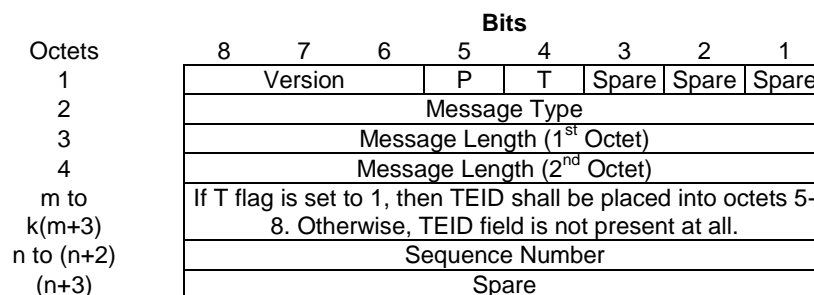 Bits
Octets 8 7 6 5 4 3 2 1
1 Version P T Spare Spare Spare
2 Message Type
3 Message Length (1st Octet)
4 Message Length (2nd Octet)
m to If T flag is set to 1, then TEID shall be placed into octets 5-
k(m+3) 8. Otherwise, TEID field is not present at all.
n to (n+2) Sequence Number
(n+3) Spare